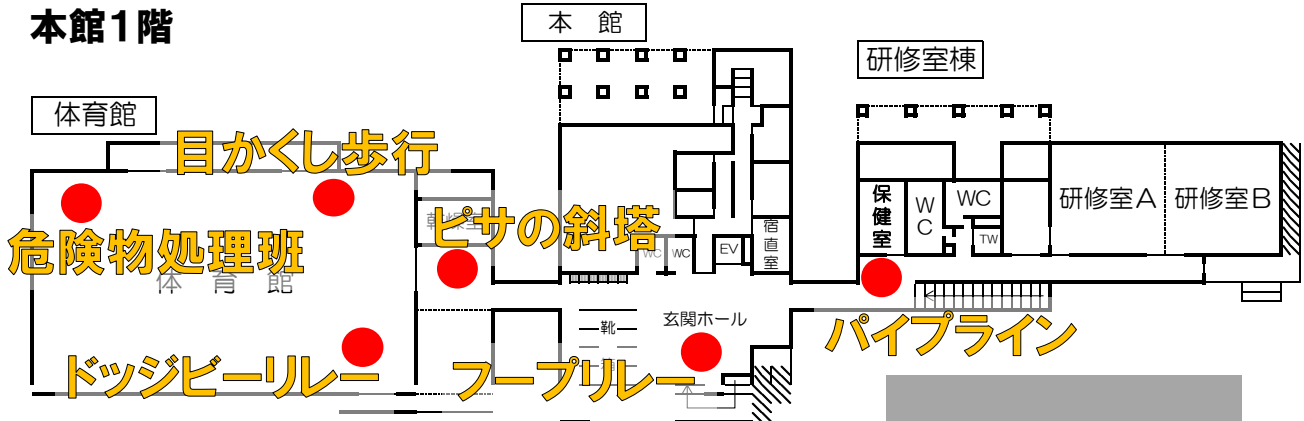 本館1階
本 館
研修室棟
体育館
目かくし歩行
保健室
WC
WC
TW
研修室A
研修室B
乾燥室
ピサの斜塔
宿直室
WC
WC
EV
危険物処理班
体 育 館
玄関ホール
靴
パイプライン
ドッジビーリレー
フープリレー